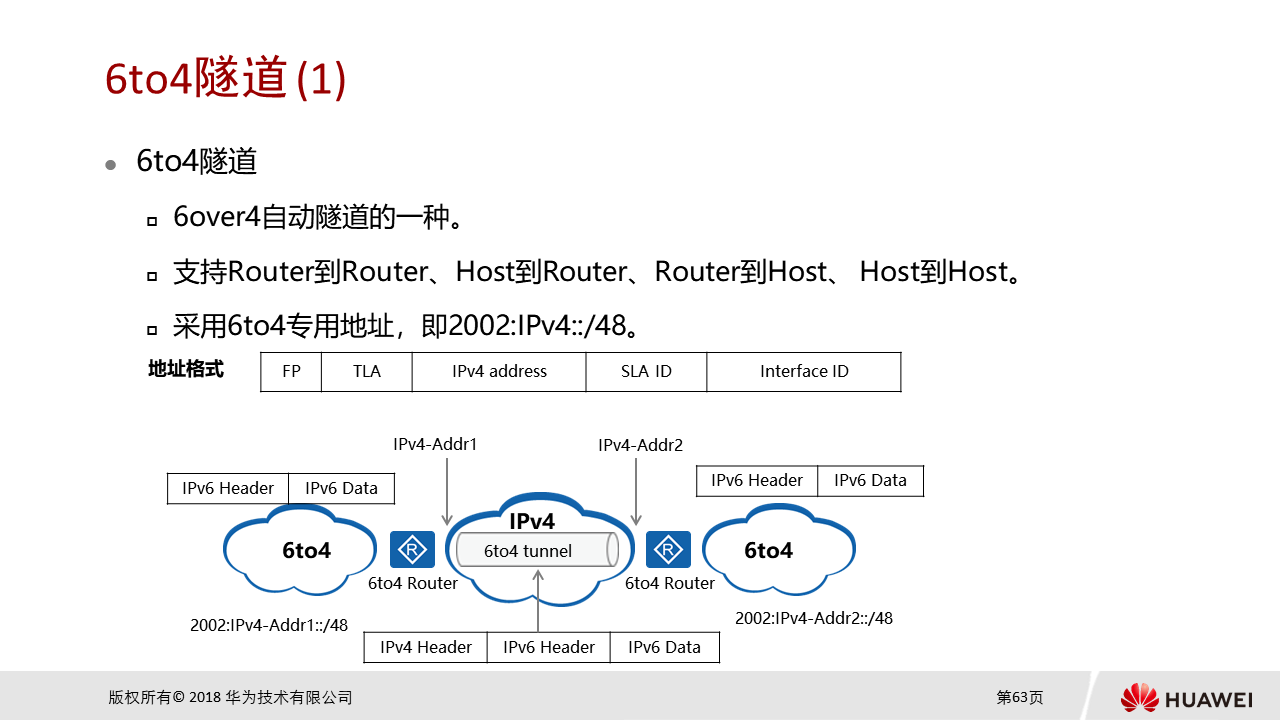 6to4隧道 (1)
6to4隧道
6over4自动隧道的一种。
支持Router到Router、Host到Router、Router到Host、 Host到Host。
采用6to4专用地址，即2002:IPv4::/48。
地址格式
FP TLA IPv4 address SLA ID Interface ID
IPv4-Addr1 IPv4-Addr2
IPv6 Header IPv6 Data
IPv6 Header IPv6 Data
6to4
R
6to4 Router
IPv4
6to4 tunnel
R
6to4 Router
6to4
2002:IPv4-Addr1::/48
2002:IPv4-Addr2::/48
IPv4 Header IPv6 Header IPv6 Data
版权所有© 2018 华为技术有限公司
第63页
HUAWEI